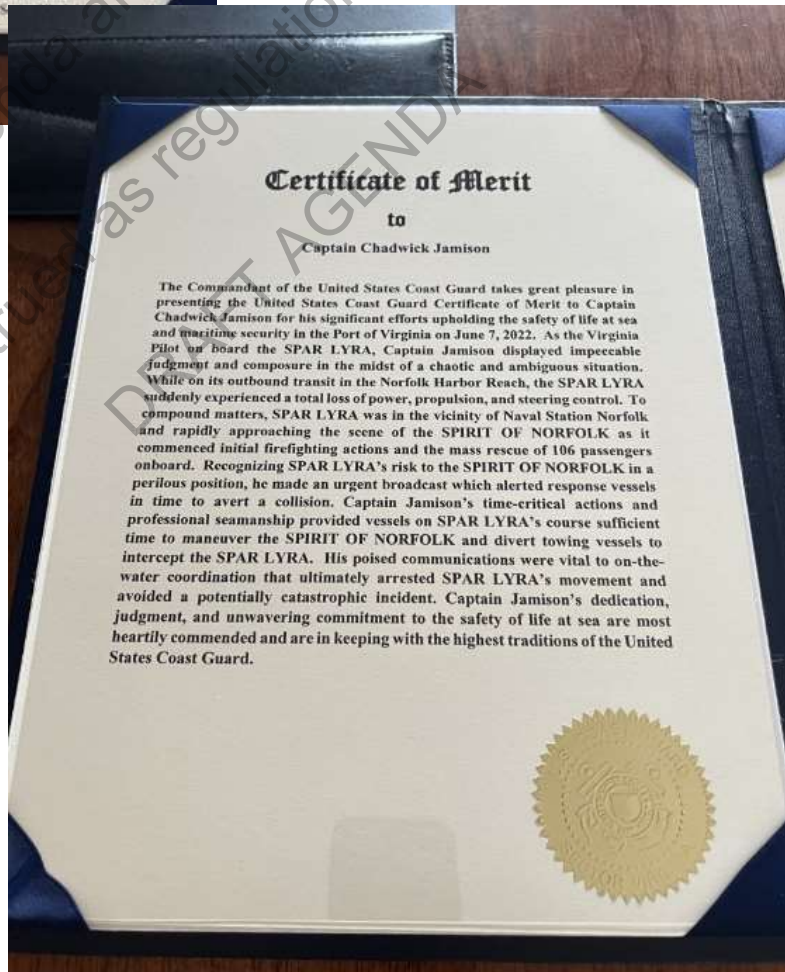 Certificate of Merit
to
Captain Chadwick Jamison
The Commandant of the United States Coast Guard takes great pleasure in
presenting the United States Coast Guard Certificate of Merit to Captain
Chadwick Jamison for his significant efforts upholding the safety of life at sea
and maritime security in the Port of Virginia on June 7, 2022. As the Virginia
Pilot on board the SPAR LYRA, Captain Jamison displayed impeccable
judgment and composure in the midst of a chaotic and ambiguous situation.
While on its outbound transit in the Norfolk Harbor Reach, the SPAR LYRA
suddenly experienced a total loss of power, propulsion, and steering control. To
compound matters, SPAR LYRA was in the vicinity of Naval Station Norfolk
and rapidly approaching the scene of the SPIRIT OF NORFOLK as it
commenced initial firefighting actions and the mass rescue of 106 passengers
onboard. Recognizing SPAR LYRA's risk to the SPIRIT OF NORFOLK in a
perilous position, he made an urgent broadcast which alerted response vessels
in time to avert a collision. Captain Jamison's time-critical actions and
professional seamanship provided vessels on SPAR LYRA's course sufficient
time to maneuver the SPIRIT OF NORFOLK and divert towing vessels to
intercept the SPAR LYRA. His poised communications were vital to on-the-
water coordination that ultimately arrested SPAR LYRA's movement and
avoided a potentially catastrophic incident. Captain Jamison's dedication,
judgment, and unwavering commitment to the safety of life at sea are most
heartily commended and are in keeping with the highest traditions of the United
States Coast Guard.
as regulation
DRAFT AGENDA